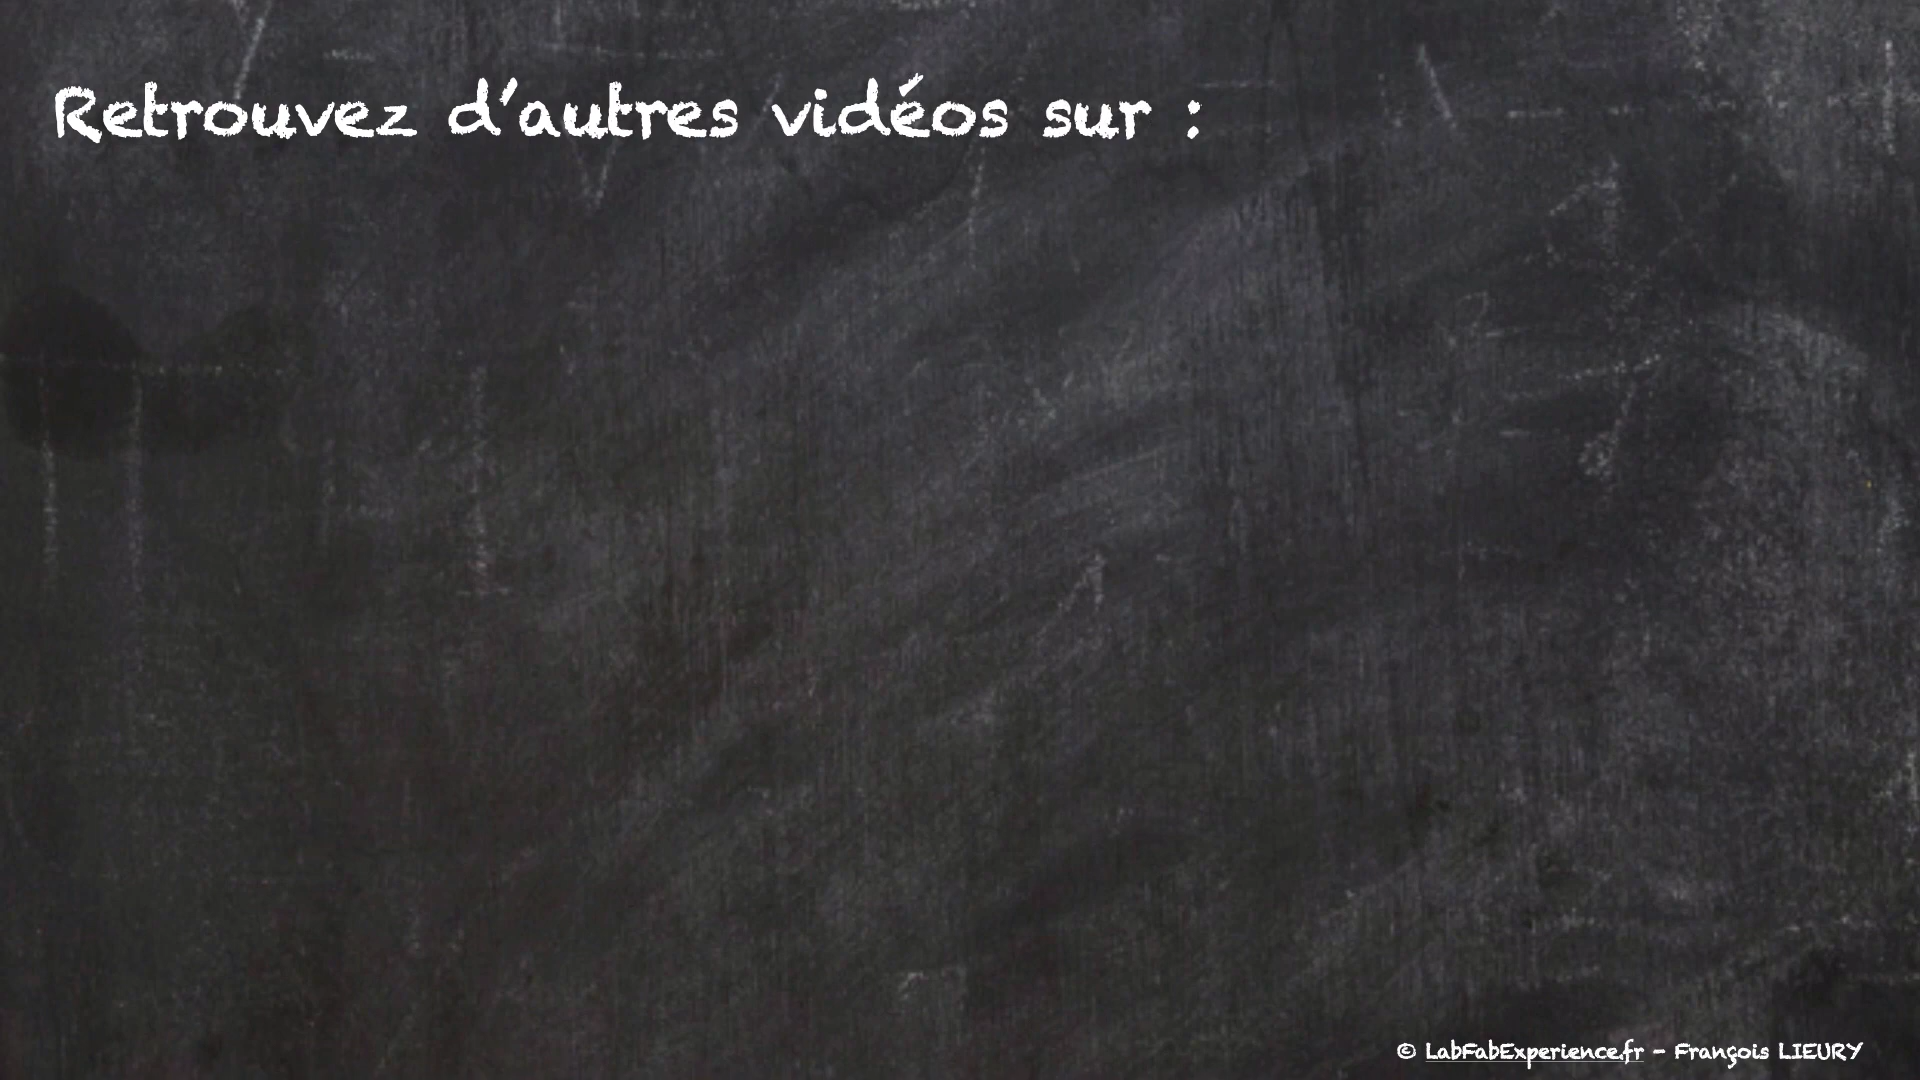 Retrouvez d’autres vidéos sur :
© LabFabExperience.fr - François LIEURY